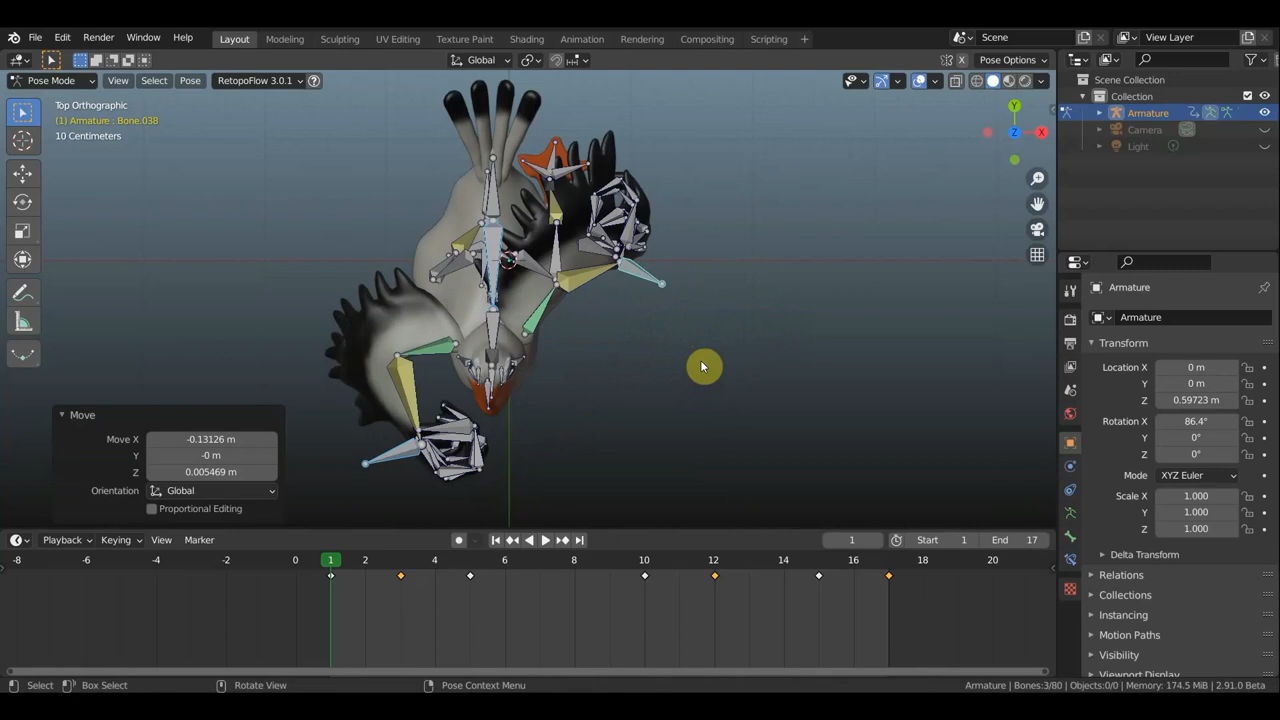 File Edit Render Window Help Layout Modeling Sculpting UV Editing Texture Paint Shading Animation Rendering Compositing Scripting + Scene View Layer
Global Pose Options
Pose Mode View Select Pose RetopoFlow 3.0.1
Top Orthographic
(1) Armature : Bone.038
10 Centimeters
Y
Z X
Scene Collection
Collection
Armature
Camera
Light
Armature
Armature
Transform
Location X 0 m
Y 0 m
Z 0.59723 m
Rotation X 86.4°
Y 0°
Z 0°
Mode XYZ Euler
Scale X 1.000
Y 1.000
Z 1.000
Delta Transform
Relations
Collections
Instancing
Motion Paths
Visibility
Viewport Display
Move
Move X -0.13126 m
Y -0 m
Z 0.005469 m
Orientation Global
Proportional Editing
Playback Keying View Marker 1 Start 1 End 17
-8 -6 -4 -2 0 1 2 4 6 8 10 12 14 16 18 20
Select Box Select Rotate View Pose Context Menu Armature | Bones:3/80 | Objects:0/0 | Memory: 174.5 MiB | 2.91.0 Beta